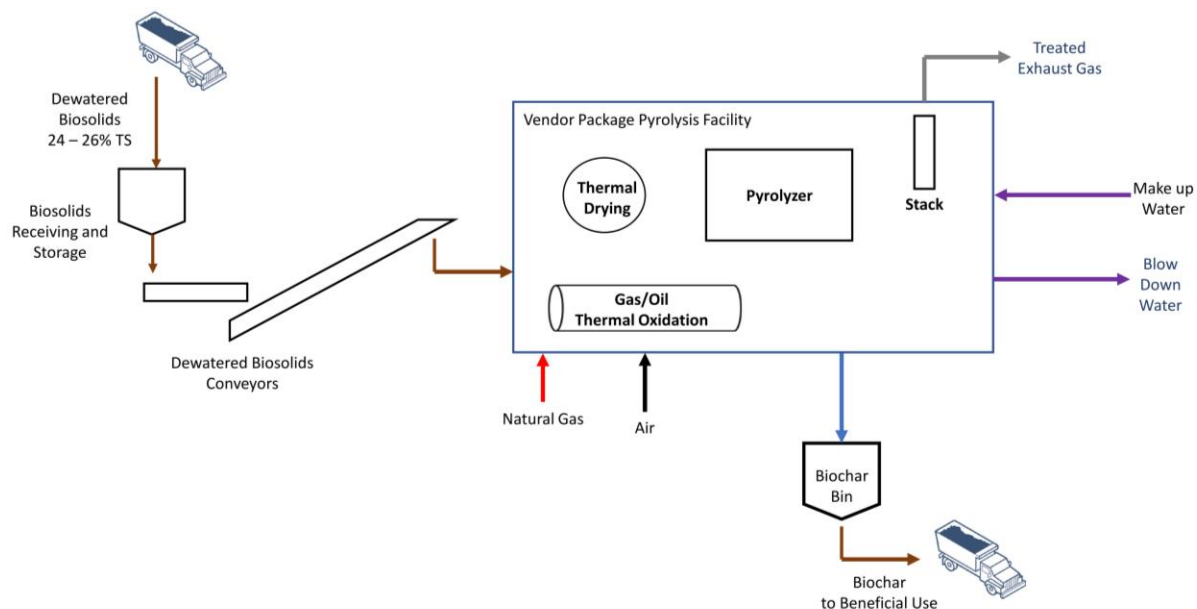 Dewatered
Biosolids
24 – 26% TS
Biosolids
Receiving and
Storage
Dewatered Biosolids
Conveyors
Vendor Package Pyrolysis Facility
Thermal
Drying
Pyrolyzer
Stack
Gas/Oil
Thermal Oxidation
Treated
Exhaust Gas
Make up
Water
Blow
Down
Water
Natural Gas
Air
Biochar
Bin
Biochar
to Beneficial Use